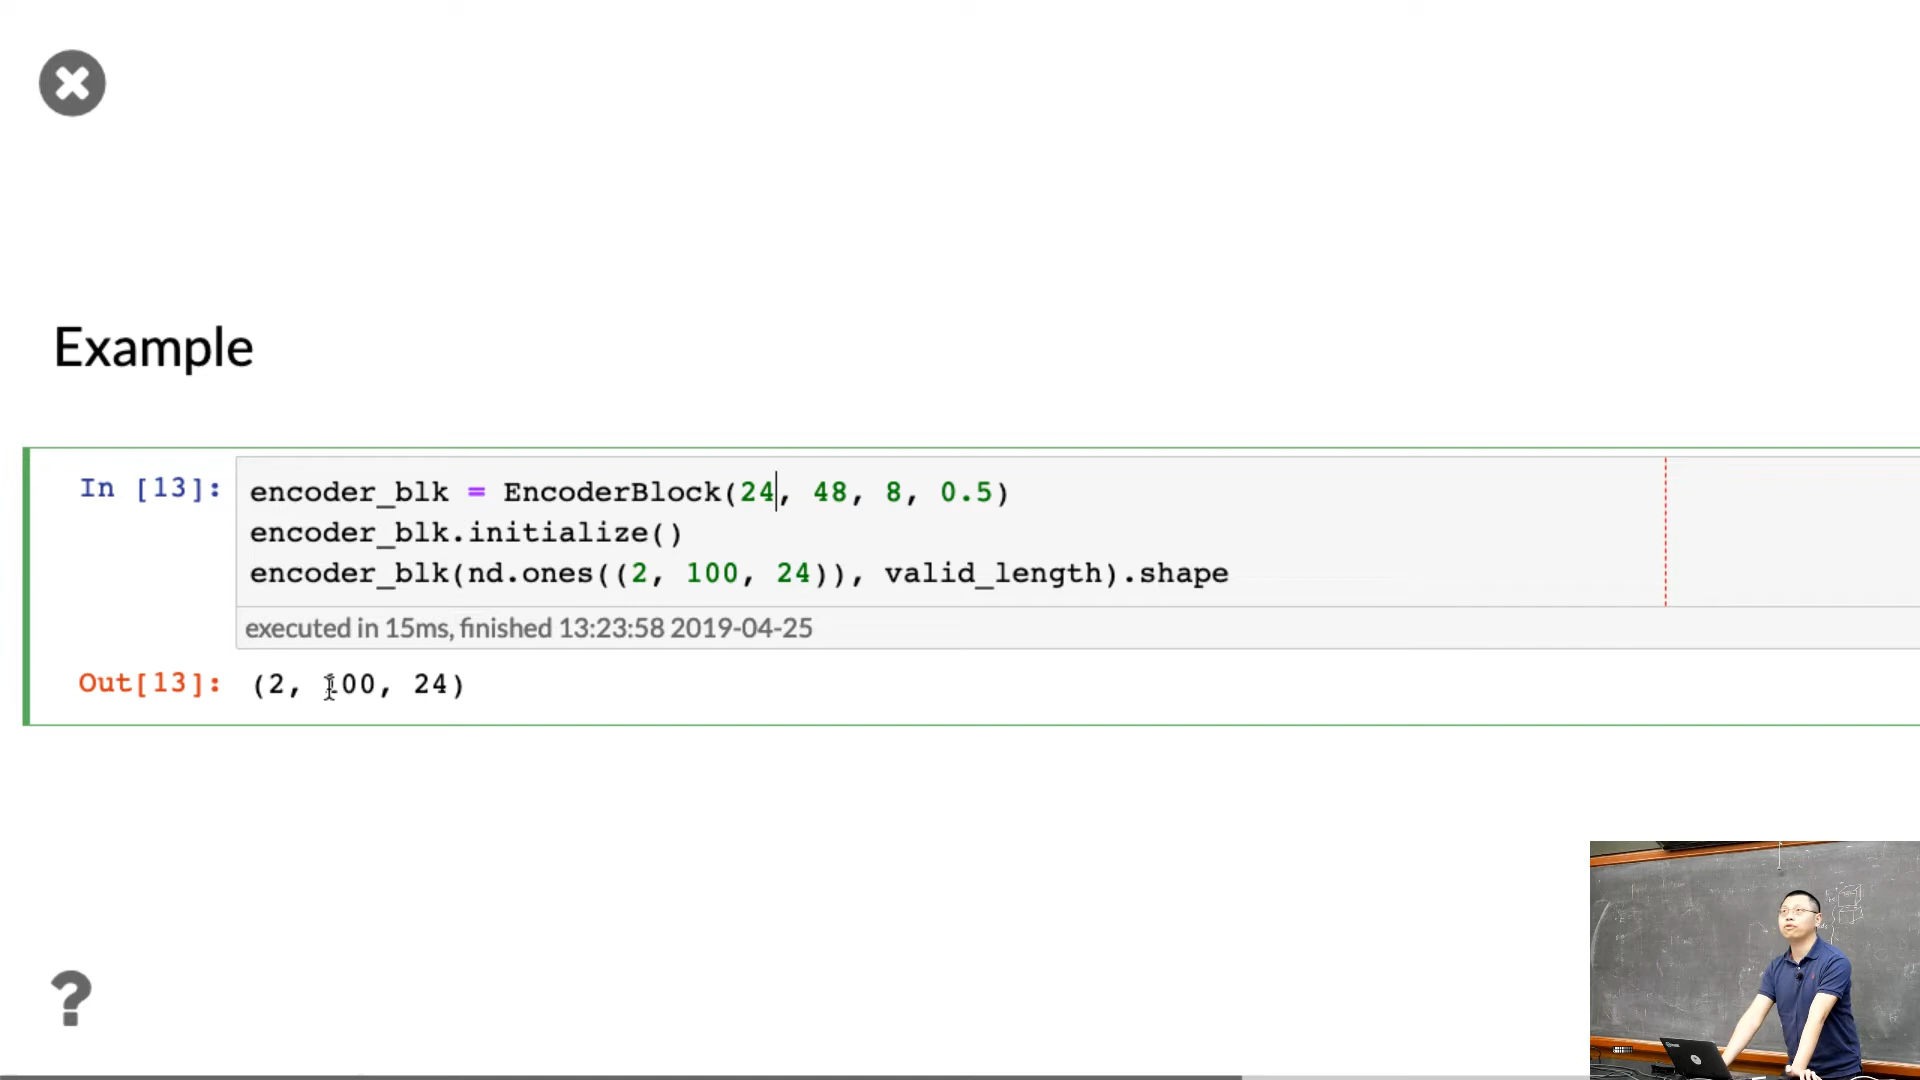 Example
In [13]:
encoder_blk = EncoderBlock(24, 48, 8, 0.5)
encoder_blk.initialize()
encoder_blk(nd.ones((2, 100, 24)), valid_length).shape
executed in 15ms, finished 13:23:58 2019-04-25
Out[13]: (2, 100, 24)
?